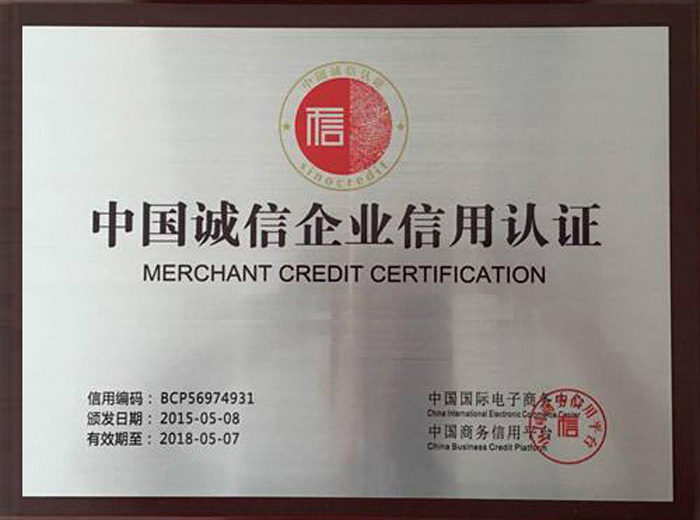 中国诚信认证
信
sinocredit
中国诚信企业信用认证
MERCHANT CREDIT CERTIFICATION
信用编码： BCP56974931
颁发日期： 2015-05-08
有效期至： 2018-05-07
中国国际电子商务中心
China International Electronic Commerce Center
中国商务信用平台
China Business Credit Platform
信